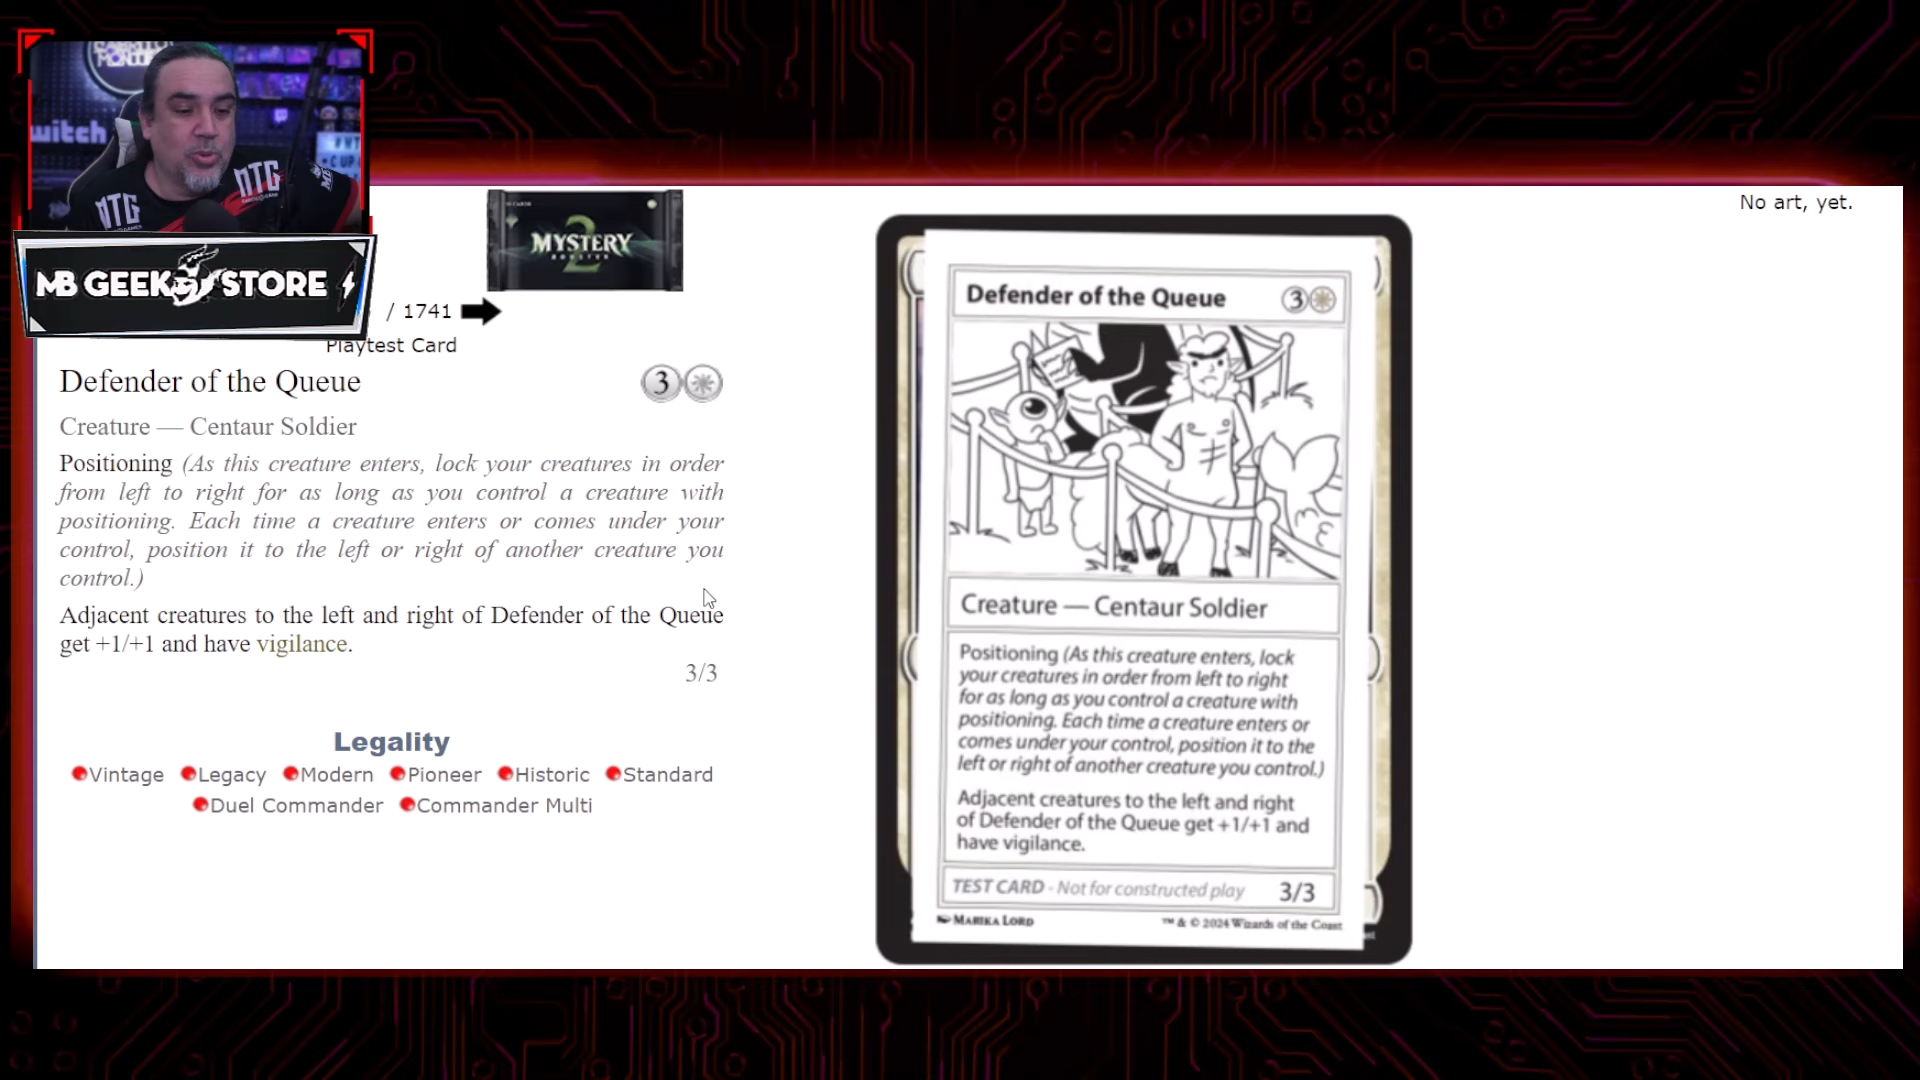 twitch
MTG
MTG
MB GEEK STORE
MYSTERY
2
BOOSTER
/ 1741
Playtest Card
No art, yet.
Defender of the Queue 3
Creature — Centaur Soldier
Positioning (As this creature enters, lock your creatures in order
from left to right for as long as you control a creature with
positioning. Each time a creature enters or comes under your
control, position it to the left or right of another creature you
control.)
Adjacent creatures to the left and right of Defender of the Queue
get +1/+1 and have vigilance.
3/3
Legality
Vintage Legacy Modern Pioneer Historic Standard
Duel Commander Commander Multi
Defender of the Queue 3
Creature — Centaur Soldier
Positioning (As this creature enters, lock
your creatures in order from left to right
for as long as you control a creature with
positioning. Each time a creature enters or
comes under your control, position it to the
left or right of another creature you control.)
Adjacent creatures to the left and right
of Defender of the Queue get +1/+1 and
have vigilance.
TEST CARD - Not for constructed play 3/3
MARIKA LORD ™ & © 2024 Wizards of the Coast